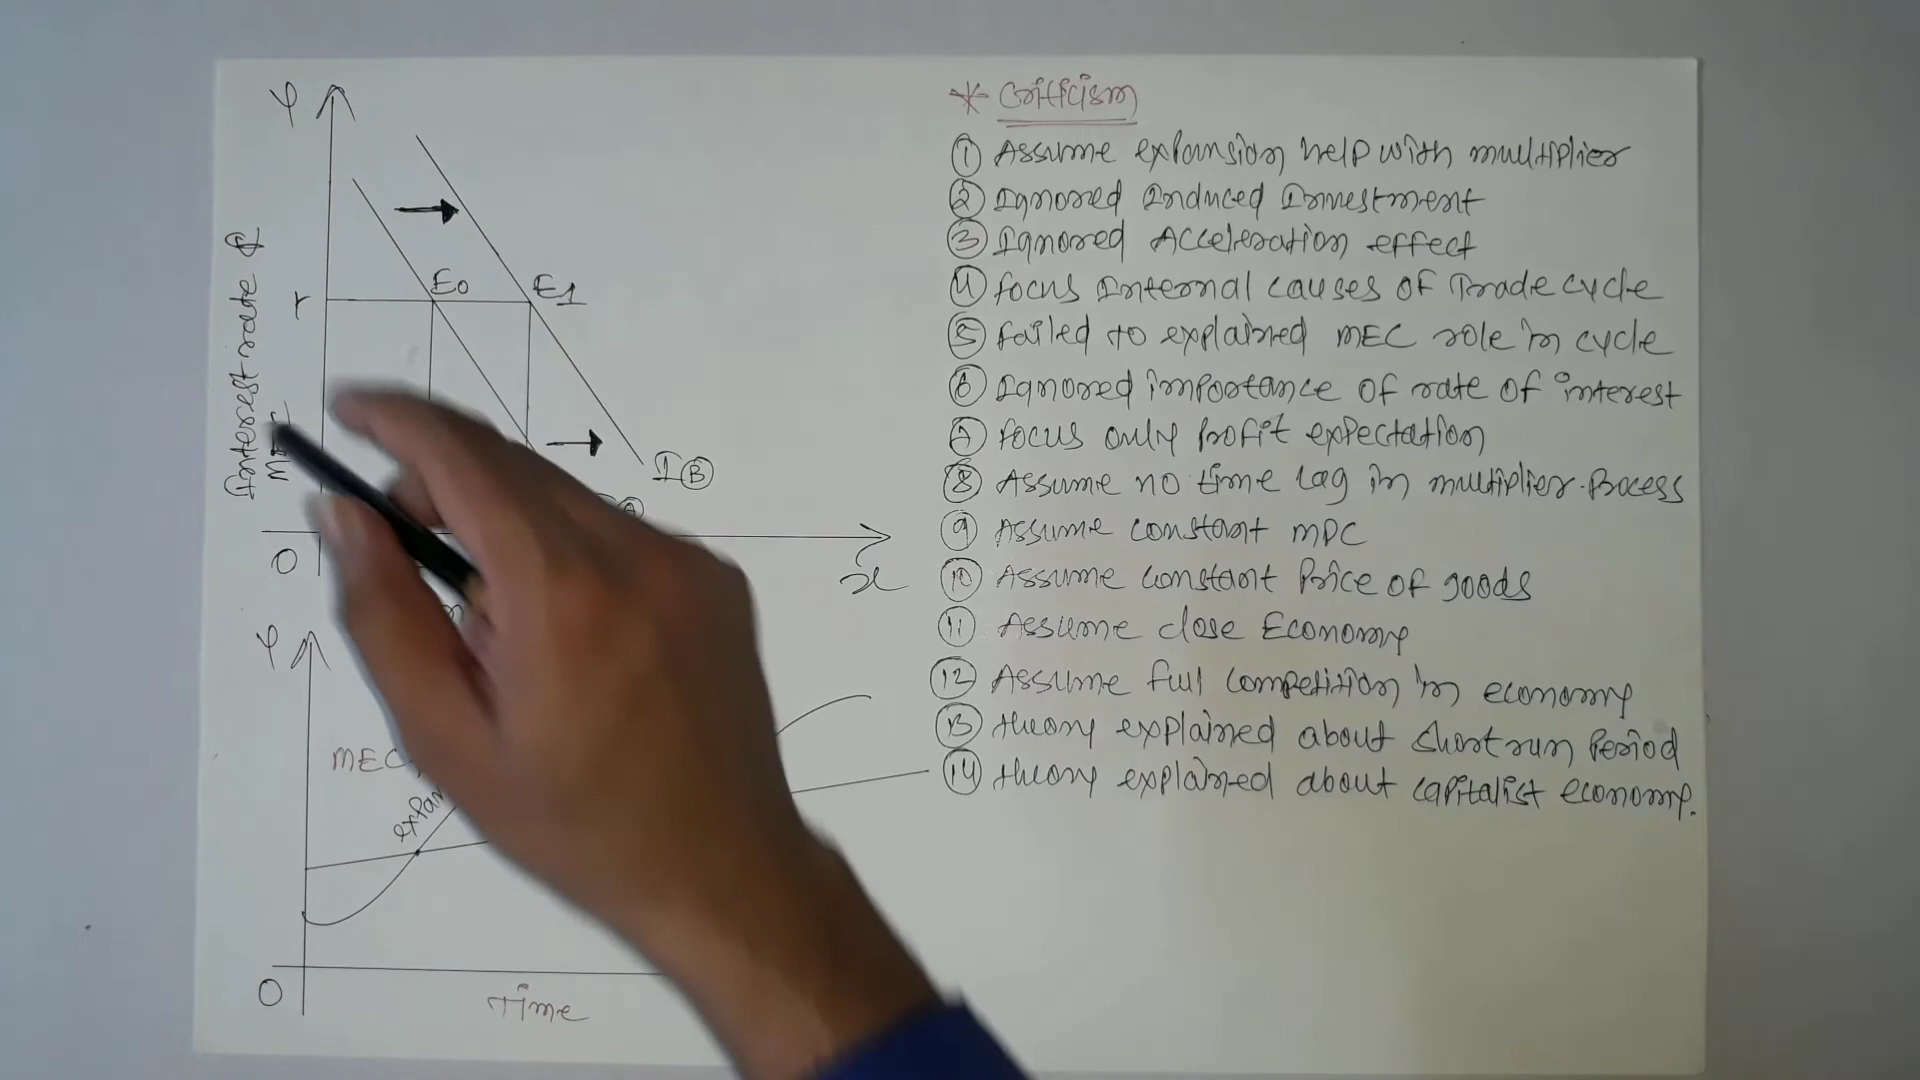 * Criticism
① Assume expansion help with multiplier
② Ignored Induced Investment
③ Ignored Acceleration effect
④ focus Internal causes of Trade cycle
⑤ failed to explained MEC role in cycle
⑥ Ignored importance of rate of interest
⑦ focus only Profit expectation
⑧ Assume no time lag in multiplier Process
⑨ Assume constant MPC
⑩ Assume constant Price of goods
⑪ Assume close Economy
⑫ Assume full competition in economy
⑬ theory explained about Short run Period
⑭ theory explained about capitalist economy.
Y
Interest rate &
r
E0
E1
I Ⓑ
Ⓐ
O
x
Y
MEC
O
Time